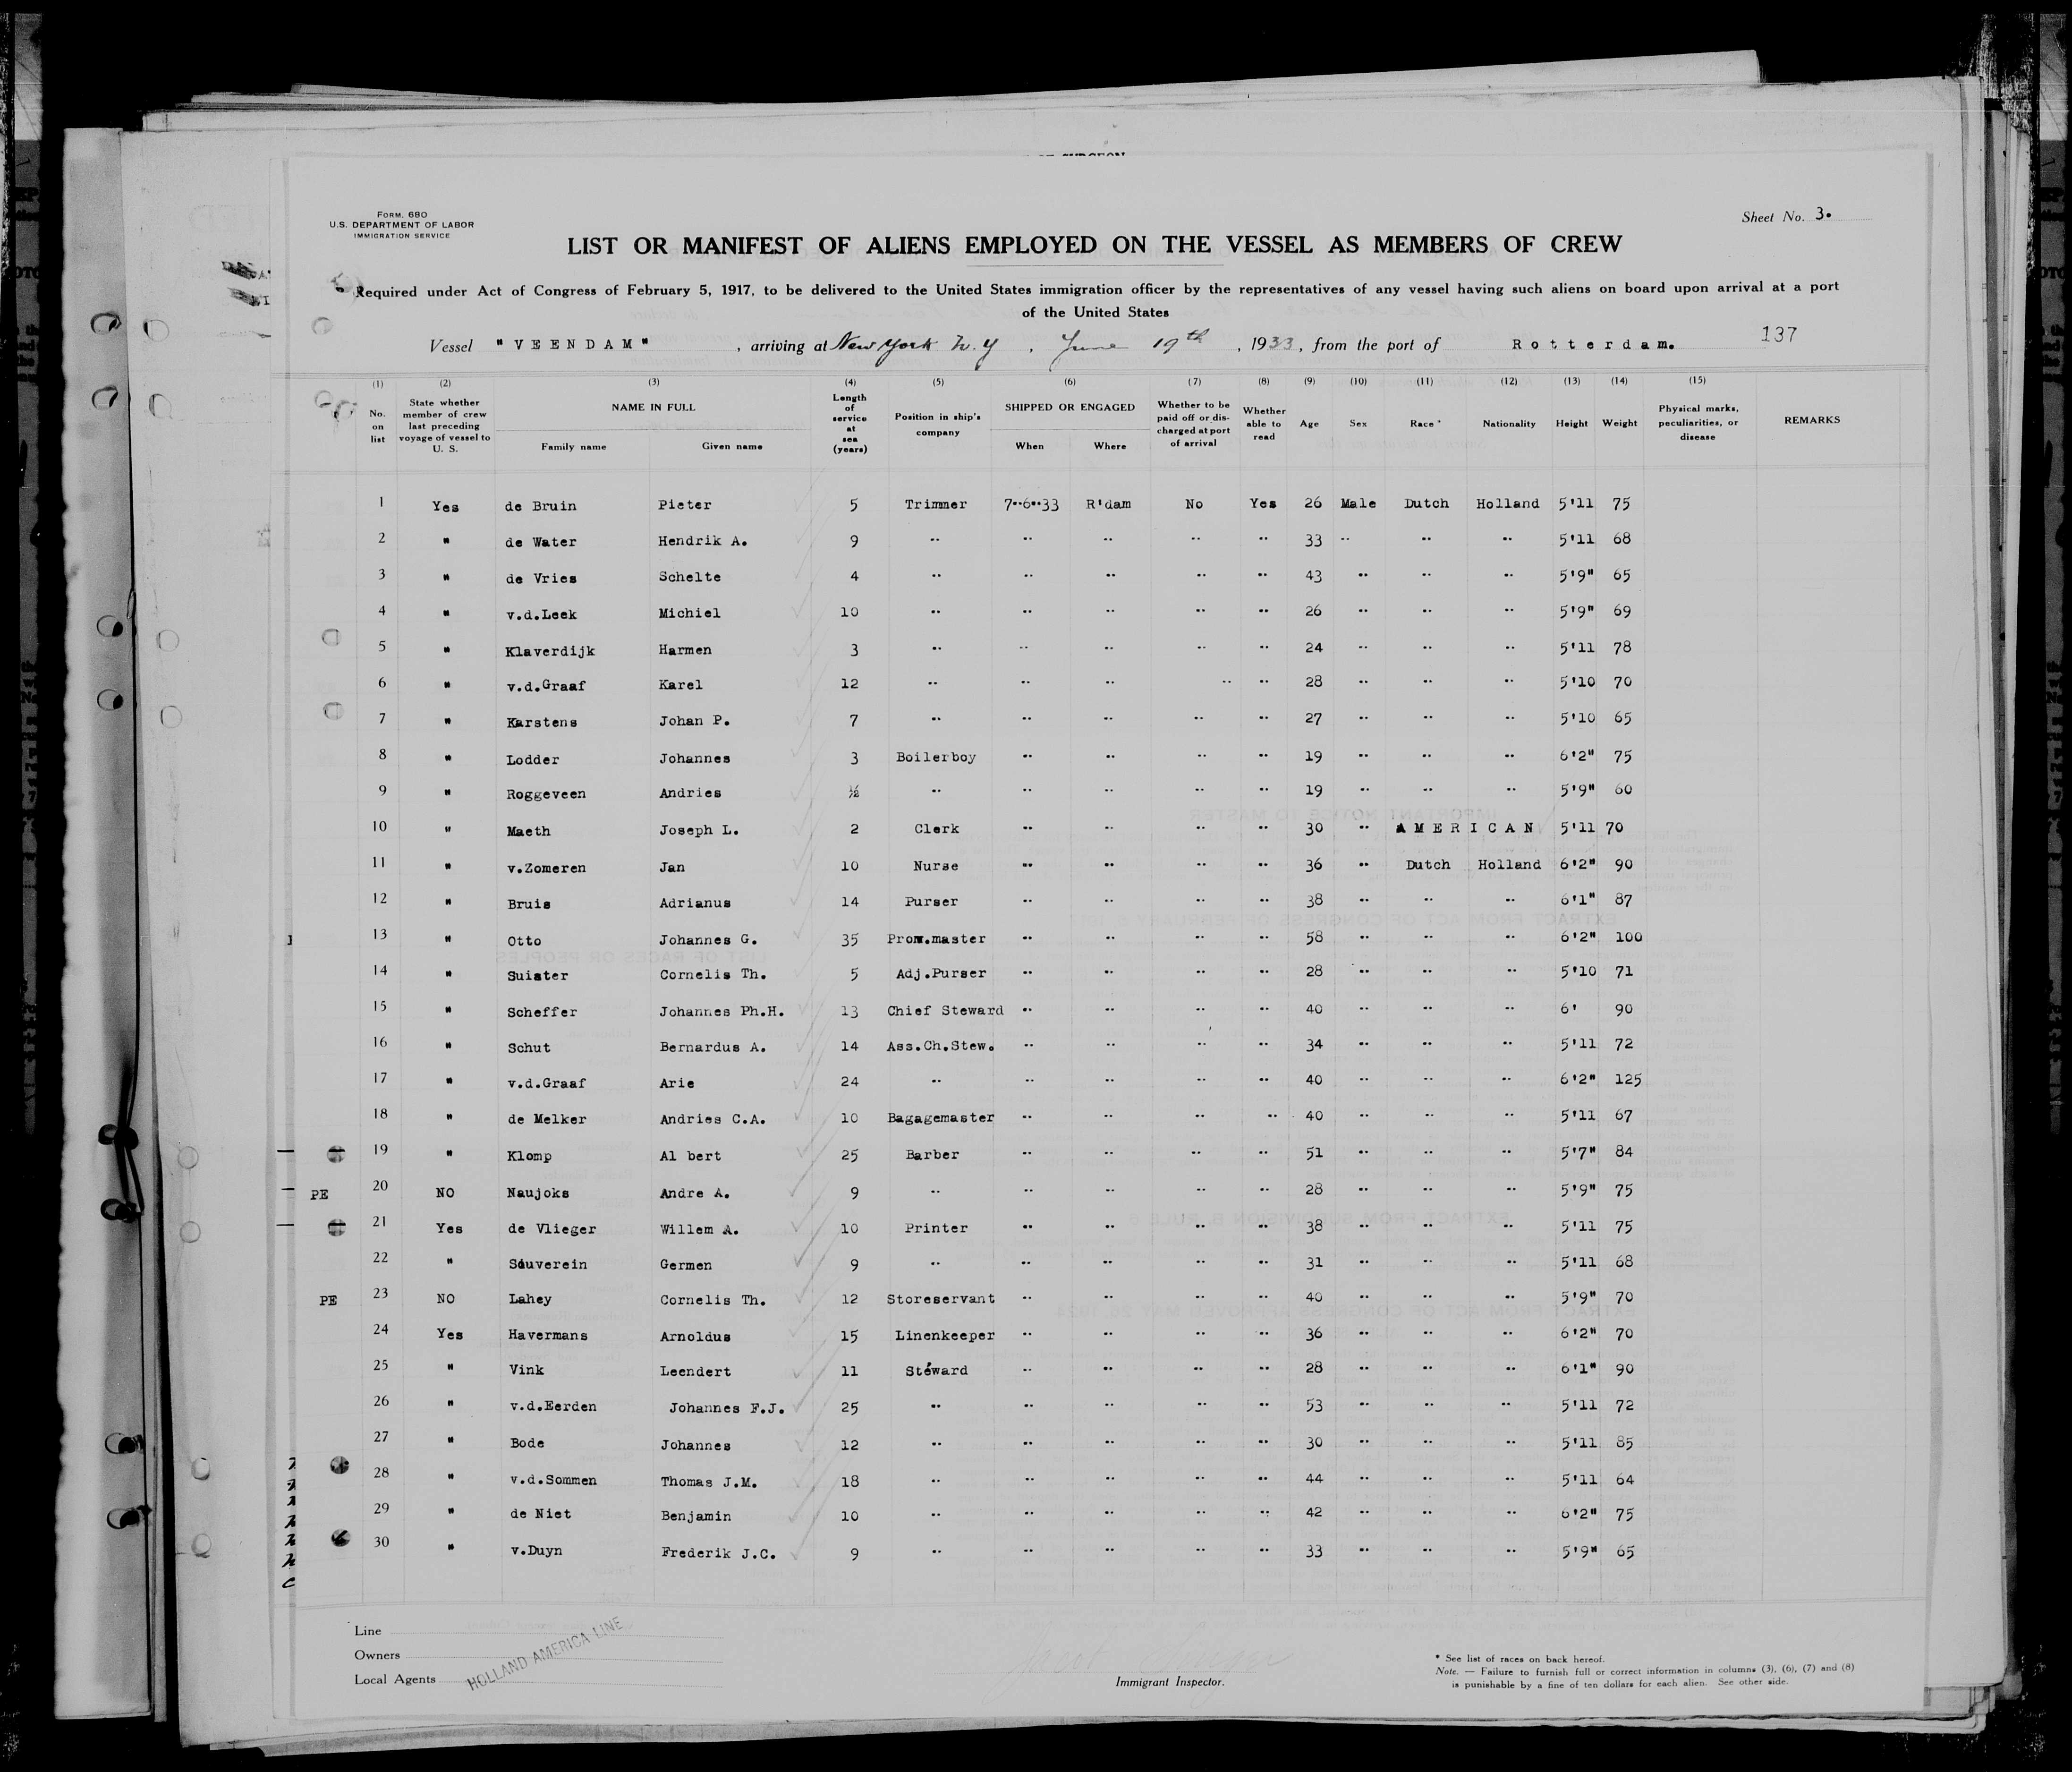 FORM. 680
U.S. DEPARTMENT OF LABOR
IMMIGRATION SERVICE
Sheet No. 3.
LIST OR MANIFEST OF ALIENS EMPLOYED ON THE VESSEL AS MEMBERS OF CREW
Required under Act of Congress of February 5, 1917, to be delivered to the United States immigration officer by the representatives of any vessel having such aliens on board upon arrival at a port
of the United States
Vessel "VEENDAM", arriving at New York N.Y, June 19th, 1933, from the port of Rotterdam. 137
(1) (2) (3) (4) (5) (6) (7) (8) (9) (10) (11) (12) (13) (14) (15)
No. on list State whether member of crew last preceding voyage of vessel to U. S. NAME IN FULL Family name Given name Length of service at sea (years) Position in ship's company SHIPPED OR ENGAGED When Where Whether to be paid off or discharged at port of arrival Whether able to read Age Sex Race * Nationality Height Weight Physical marks, peculiarities, or disease REMARKS
1 Yes de Bruin Pieter 5 Trimmer 7--6--33 R'dam No Yes 26 Male Dutch Holland 5'11 75
2 " de Water Hendrik A. 9 -- -- -- -- -- 33 -- -- -- 5'11 68
3 " de Vries Schelte 4 -- -- -- -- -- 43 -- -- -- 5'9" 65
4 " v.d.Leek Michiel 10 -- -- -- -- -- 26 -- -- -- 5'9" 69
5 " Klaverdijk Harmen 3 -- -- -- -- -- 24 -- -- -- 5'11 78
6 " v.d.Graaf Karel 12 -- -- -- -- -- 28 -- -- -- 5'10 70
7 " Karstens Johan P. 7 -- -- -- -- -- 27 -- -- -- 5'10 65
8 " Lodder Johannes 3 Boilerboy -- -- -- -- 19 -- -- -- 6'2" 75
9 " Roggeveen Andries ½ -- -- -- -- -- 19 -- -- -- 5'9" 60
10 " Maeth Joseph L. 2 Clerk -- -- -- -- 30 -- AMERICAN 5'11 70
11 " v.Zomeren Jan 10 Nurse -- -- -- -- 36 -- Dutch Holland 6'2" 90
12 " Bruis Adrianus 14 Purser -- -- -- -- 38 -- -- -- 6'1" 87
13 " Otto Johannes G. 35 Prov.master -- -- -- -- 58 -- -- -- 6'2" 100
14 " Suister Cornelis Th. 5 Adj.Purser -- -- -- -- 28 -- -- -- 5'10 71
15 " Scheffer Johannes Ph.H. 13 Chief Steward -- -- -- -- 40 -- -- -- 6' 90
16 " Schut Bernardus A. 14 Ass.Ch.Stew. -- -- -- -- 34 -- -- -- 5'11 72
17 " v.d.Graaf Arie 24 -- -- -- -- -- 40 -- -- -- 6'2" 125
18 " de Melker Andries C.A. 10 Bagagemaster -- -- -- -- 40 -- -- -- 5'11 67
19 " Klomp Al bert 25 Barber -- -- -- -- 51 -- -- -- 5'7" 84
PE 20 NO Naujoks Andre A. 9 -- -- -- -- -- 28 -- -- -- 5'9" 75
21 Yes de Vlieger Willem A. 10 Printer -- -- -- -- 38 -- -- -- 5'11 75
22 " Souverein Germen 9 -- -- -- -- -- 31 -- -- -- 5'11 68
PE 23 NO Lahey Cornelis Th. 12 Storeservant -- -- -- -- 40 -- -- -- 5'9" 70
24 Yes Havermans Arnoldus 15 Linenkeeper -- -- -- -- 36 -- -- -- 6'2" 70
25 " Vink Leendert 11 Steward -- -- -- -- 28 -- -- -- 6'1" 90
26 " v.d.Eerden Johannes F.J. 25 -- -- -- -- -- 53 -- -- -- 5'11 72
27 " Bode Johannes 12 -- -- -- -- -- 30 -- -- -- 5'11 85
28 " v.d.Sommen Thomas J.M. 18 -- -- -- -- -- 44 -- -- -- 5'11 64
29 " de Niet Benjamin 10 -- -- -- -- -- 42 -- -- -- 6'2" 75
30 " v.Duyn Frederik J.C. 9 -- -- -- -- -- 33 -- -- -- 5'9" 65
Line
Owners
Local Agents
HOLLAND AMERICA LINE
Immigrant Inspector.
* See list of races on back hereof.
Note. — Failure to furnish full or correct information in columns (3), (6), (7) and (8)
is punishable by a fine of ten dollars for each alien. See other side.